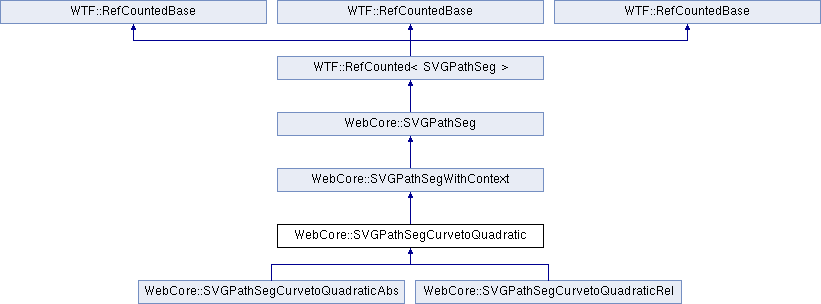 WTF::RefCountedBase
WTF::RefCountedBase
WTF::RefCountedBase
WTF::RefCounted< SVGPathSeg >
WebCore::SVGPathSeg
WebCore::SVGPathSegWithContext
WebCore::SVGPathSegCurvetoQuadratic
WebCore::SVGPathSegCurvetoQuadraticAbs
WebCore::SVGPathSegCurvetoQuadraticRel